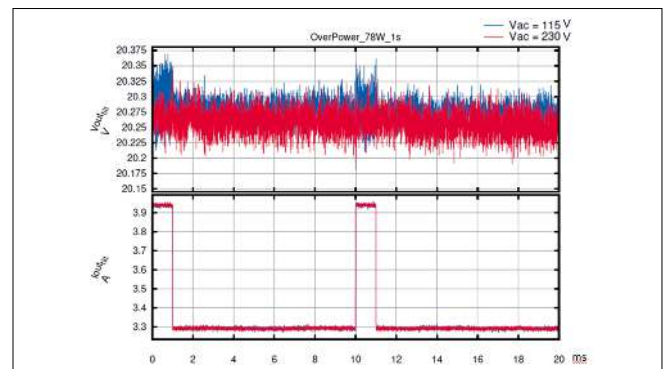 Vac = 115 V
OverPower_78W_1s
Vac = 230 V
20.375
20.35
20.325
20.3
20.275
20.25
20.225
20.2
20.175
20.15
Vout_filt
V
3.9
3.8
3.7
3.6
3.5
3.4
3.3
Iout_filt
A
0 2 4 6 8 10 12 14 16 18 20 ms